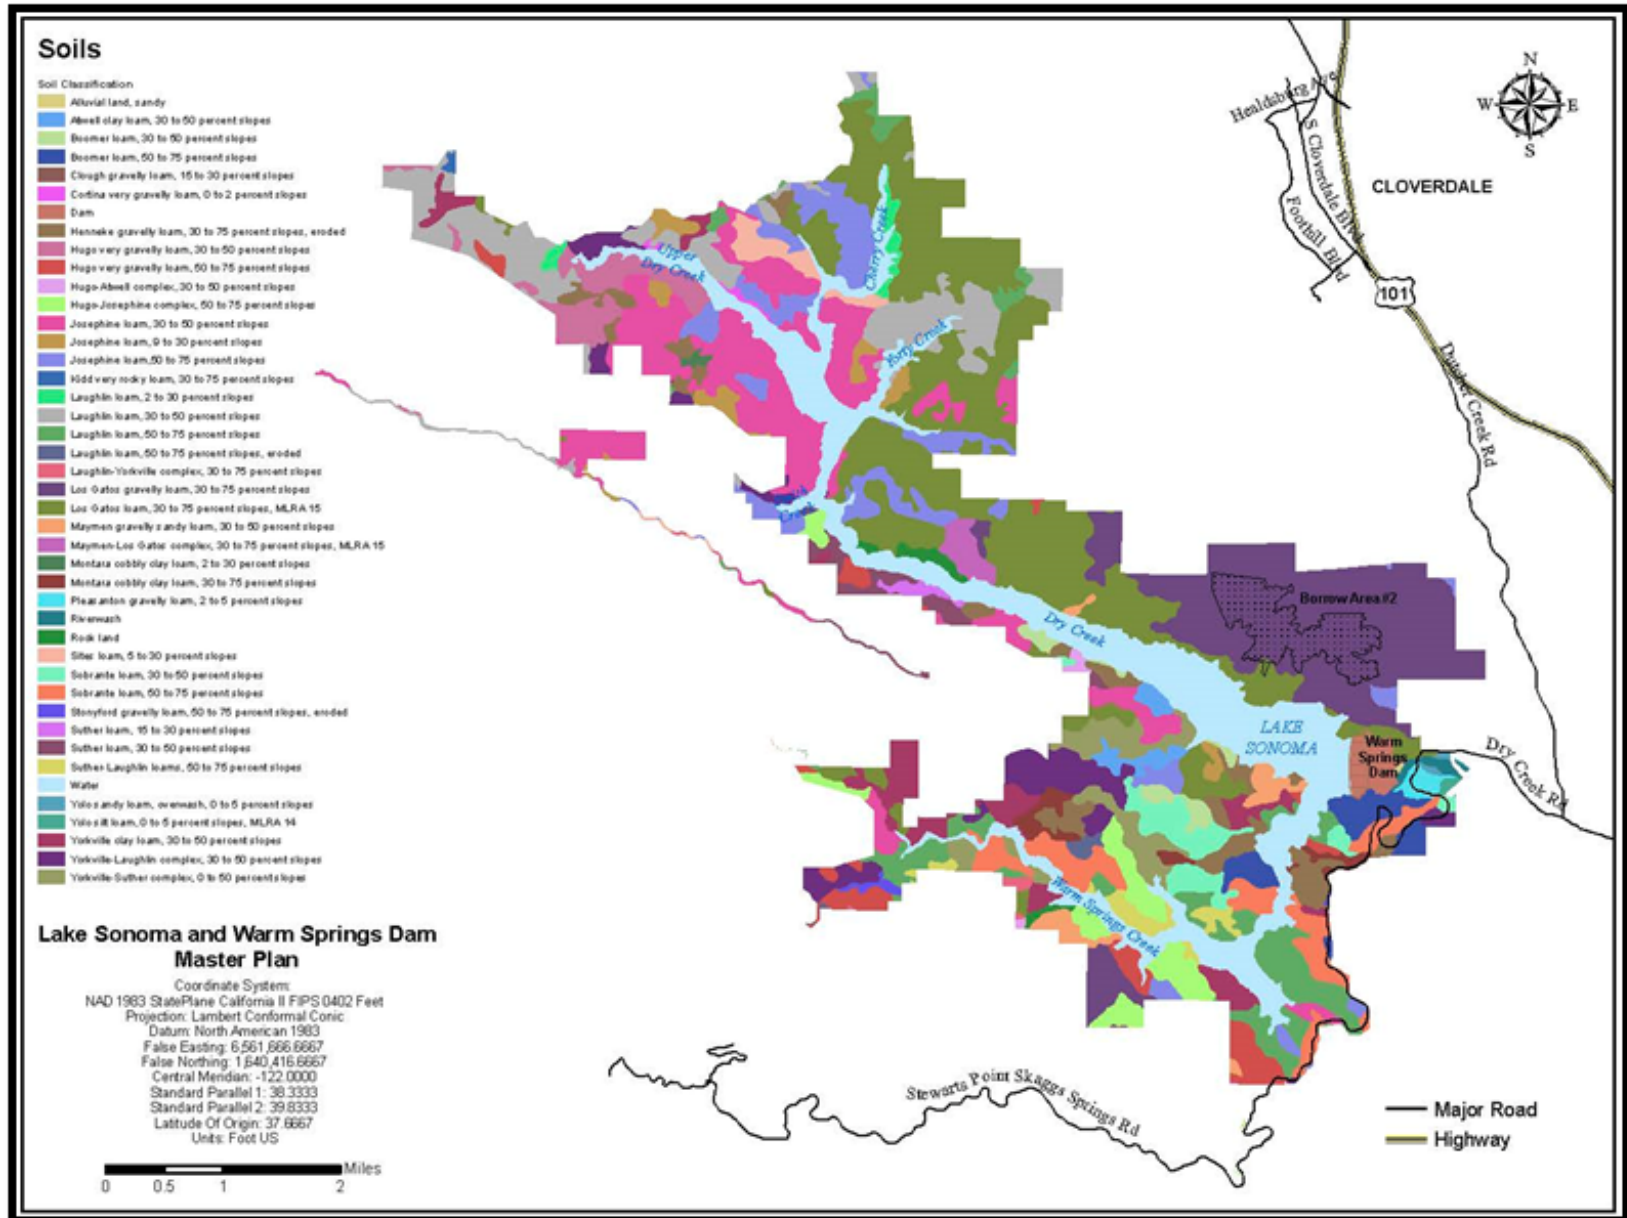 Soils
Soil Classification
Alluvial land, sandy
Atwell clay loam, 30 to 50 percent slopes
Boomer loam, 30 to 50 percent slopes
Boomer loam, 50 to 75 percent slopes
Clough gravelly loam, 15 to 30 percent slopes
Cortina very gravelly loam, 0 to 2 percent slopes
Dam
Henneke gravelly loam, 30 to 75 percent slopes, eroded
Hugo very gravelly loam, 30 to 50 percent slopes
Hugo very gravelly loam, 50 to 75 percent slopes
Hugo-Atwell complex, 30 to 50 percent slopes
Hugo-Josephine complex, 50 to 75 percent slopes
Josephine loam, 30 to 50 percent slopes
Josephine loam, 9 to 30 percent slopes
Josephine loam,50 to 75 percent slopes
Kidd very rocky loam, 30 to 75 percent slopes
Laughlin loam, 2 to 30 percent slopes
Laughlin loam, 30 to 50 percent slopes
Laughlin loam, 50 to 75 percent slopes
Laughlin loam, 50 to 75 percent slopes, eroded
Laughlin-Yorkville complex, 30 to 75 percent slopes
Los Gatos gravelly loam, 30 to 75 percent slopes
Los Gatos loam, 30 to 75 percent slopes, MLRA 15
Maymen gravelly sandy loam, 30 to 50 percent slopes
Maymen-Los Gatos complex, 30 to 75 percent slopes, MLRA 15
Montara cobbly clay loam, 2 to 30 percent slopes
Montara cobbly clay loam, 30 to 75 percent slopes
Pleasanton gravelly loam, 2 to 5 percent slopes
Riverwash
Rock land
Sites loam, 5 to 30 percent slopes
Sobrante loam, 30 to 50 percent slopes
Sobrante loam, 50 to 75 percent slopes
Stonyford gravelly loam, 50 to 75 percent slopes, eroded
Suther loam, 15 to 30 percent slopes
Suther loam, 30 to 50 percent slopes
Suther-Laughlin loams, 50 to 75 percent slopes
Water
Yolo sandy loam, overwash, 0 to 5 percent slopes
Yolo silt loam, 0 to 5 percent slopes, MLRA 14
Yorkville clay loam, 30 to 50 percent slopes
Yorkville-Laughlin complex, 30 to 50 percent slopes
Yorkville-Suther complex, 0 to 50 percent slopes
Lake Sonoma and Warm Springs Dam
Master Plan
Coordinate System:
NAD 1983 StatePlane California II FIPS 0402 Feet
Projection: Lambert Conformal Conic
Datum: North American 1983
False Easting: 6,561,666.6667
False Northing: 1,640,416.6667
Central Meridian: -122.0000
Standard Parallel 1: 38.3333
Standard Parallel 2: 39.8333
Latitude Of Origin: 37.6667
Units: Foot US
Miles
0 0.5 1 2
N
W E
S
Healdsburg Ave
S Cloverdale Blvd
Foothill Blvd
CLOVERDALE
101
Dutcher Creek Rd
Upper
Dry Creek
Cherry Creek
Yorty Creek
Creek
Dry Creek
Borrow Area #2
LAKE
SONOMA
Warm
Springs
Dam
Dry Creek Rd
Warm Springs Creek
Stewarts Point Skaggs Springs Rd
Major Road
Highway